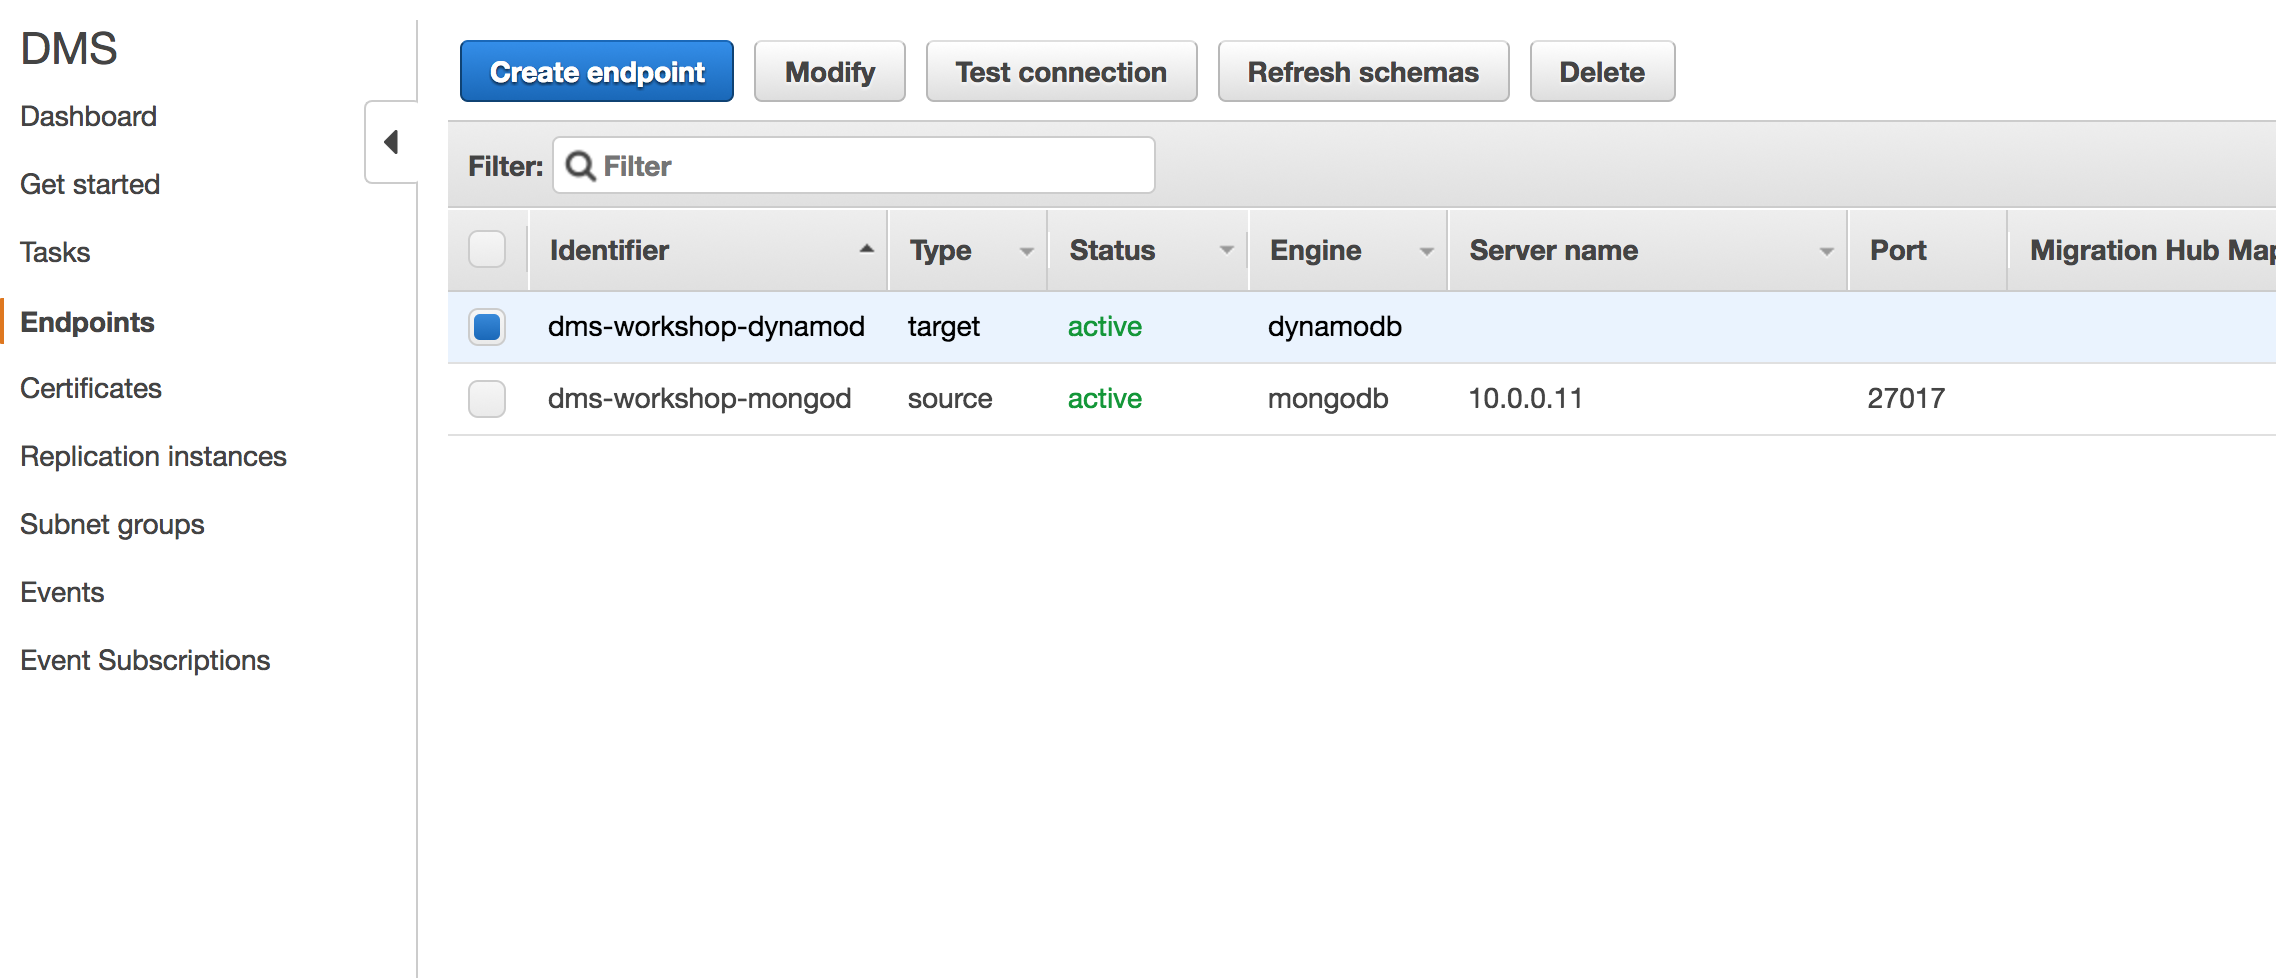 DMS
Dashboard
Get started
Tasks
Endpoints
Certificates
Replication instances
Subnet groups
Events
Event Subscriptions
Create endpoint Modify Test connection Refresh schemas Delete
Filter: Filter
Identifier Type Status Engine Server name Port Migration Hub Map
dms-workshop-dynamod target active dynamodb
dms-workshop-mongod source active mongodb 10.0.0.11 27017